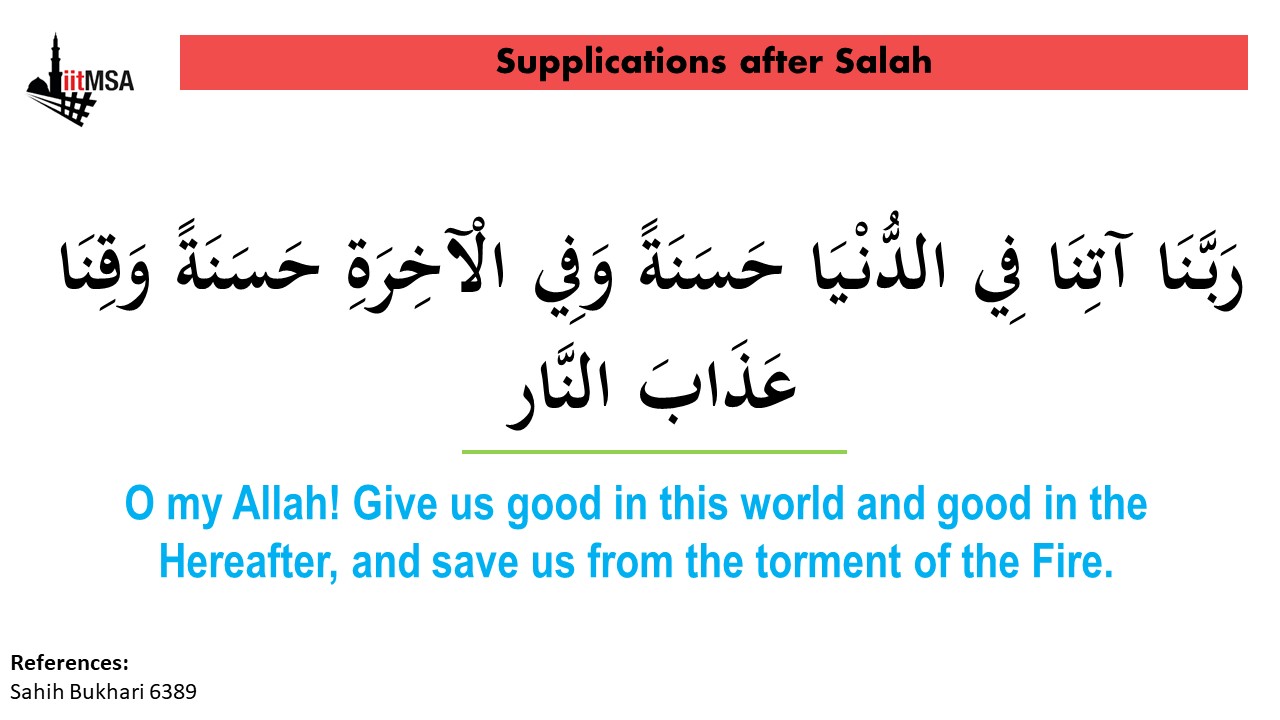 iitMSA
Supplications after Salah
رَبَّنَا آتِنَا فِي الدُّنْيَا حَسَنَةً وَفِي الْآخِرَةِ حَسَنَةً وَقِنَا
عَذَابَ النَّار
O my Allah! Give us good in this world and good in the
Hereafter, and save us from the torment of the Fire.
References:
Sahih Bukhari 6389